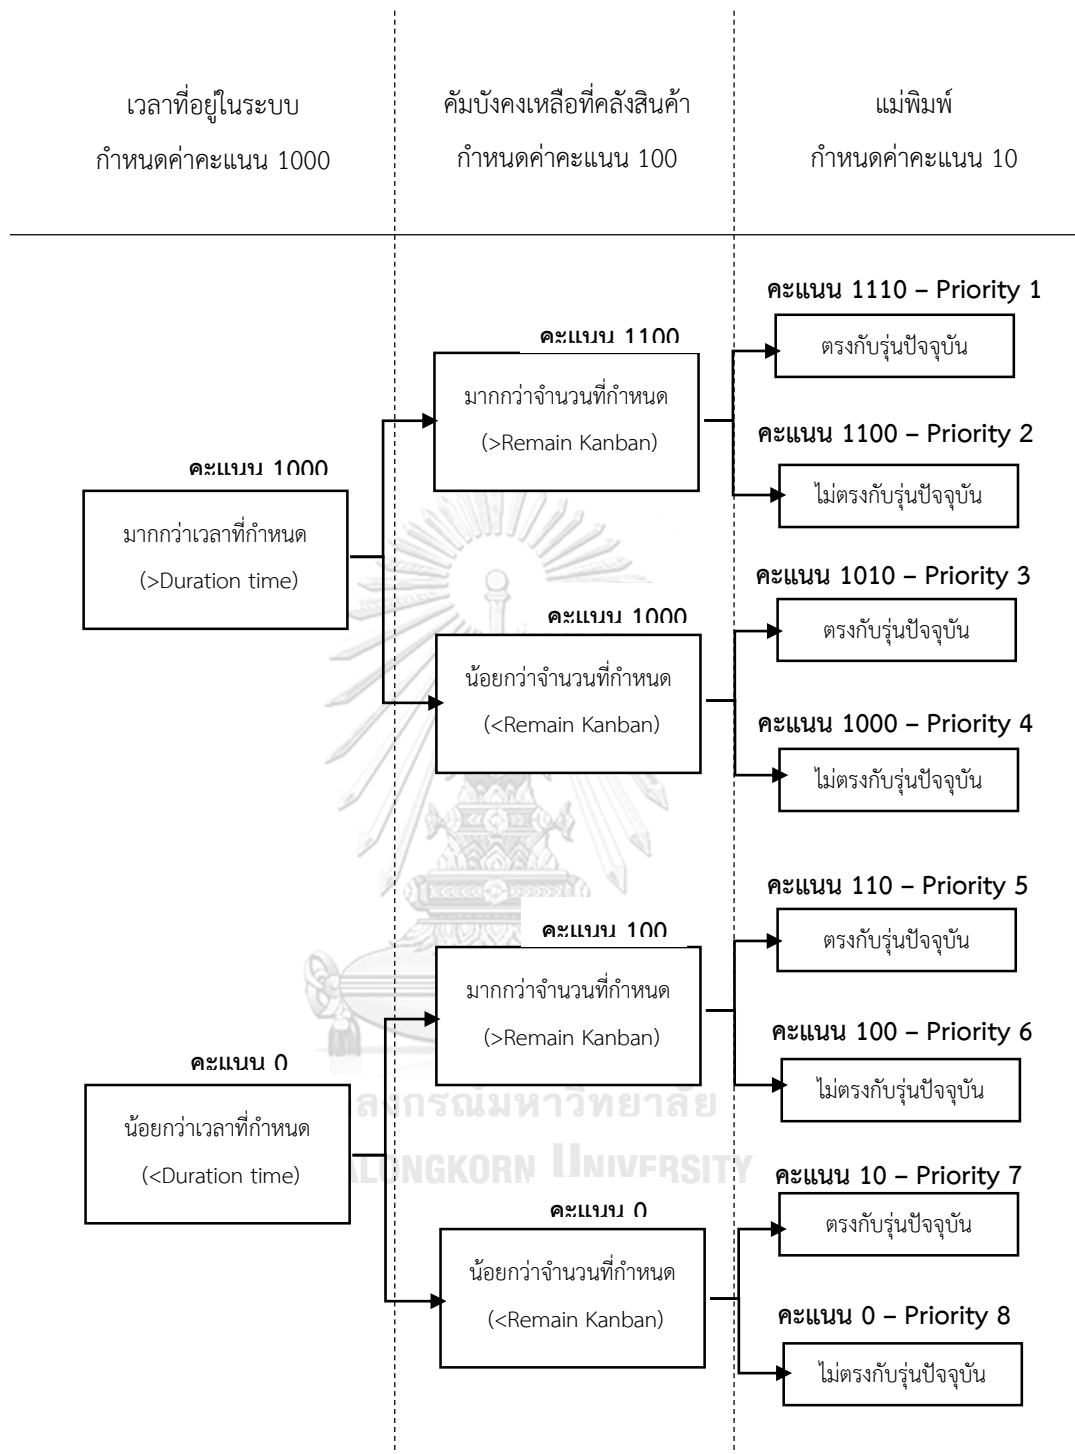 เวลาที่อยู่ในระบบ
กำหนดค่าคะแนน 1000
คัมบังคงเหลือที่คลังสินค้า
กำหนดค่าคะแนน 100
แม่พิมพ์
กำหนดค่าคะแนน 10
คะแนน 1110 – Priority 1
ตรงกับรุ่นปัจจุบัน
คะแนน 1100
มากกว่าจำนวนที่กำหนด
(>Remain Kanban)
คะแนน 1100 – Priority 2
ไม่ตรงกับรุ่นปัจจุบัน
คะแนน 1000
มากกว่าเวลาที่กำหนด
(>Duration time)
คะแนน 1010 – Priority 3
ตรงกับรุ่นปัจจุบัน
คะแนน 1000
น้อยกว่าจำนวนที่กำหนด
(<Remain Kanban)
คะแนน 1000 – Priority 4
ไม่ตรงกับรุ่นปัจจุบัน
คะแนน 110 – Priority 5
ตรงกับรุ่นปัจจุบัน
คะแนน 100
มากกว่าจำนวนที่กำหนด
(>Remain Kanban)
คะแนน 100 – Priority 6
ไม่ตรงกับรุ่นปัจจุบัน
คะแนน 0
น้อยกว่าเวลาที่กำหนด
(<Duration time)
ลงกรณ์มหาวิทยาลัย
ALONGKORN UNIVERSITY
คะแนน 10 – Priority 7
ตรงกับรุ่นปัจจุบัน
คะแนน 0
น้อยกว่าจำนวนที่กำหนด
(<Remain Kanban)
คะแนน 0 – Priority 8
ไม่ตรงกับรุ่นปัจจุบัน